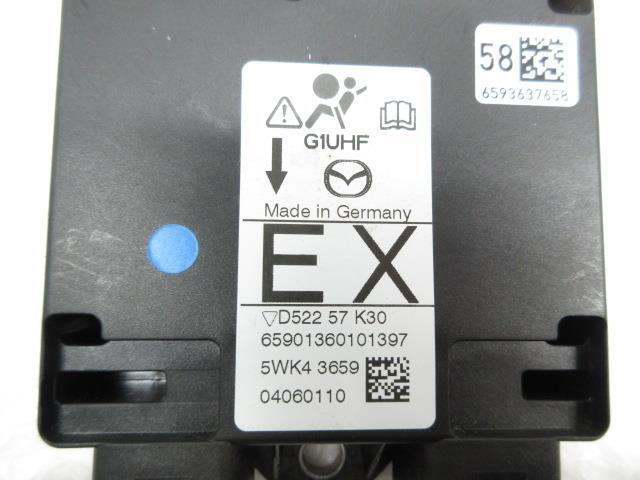 58
6593637658
G1UHF
Made in Germany
EX
▽D522 57 K30
65901360101397
5WK4 3659
04060110